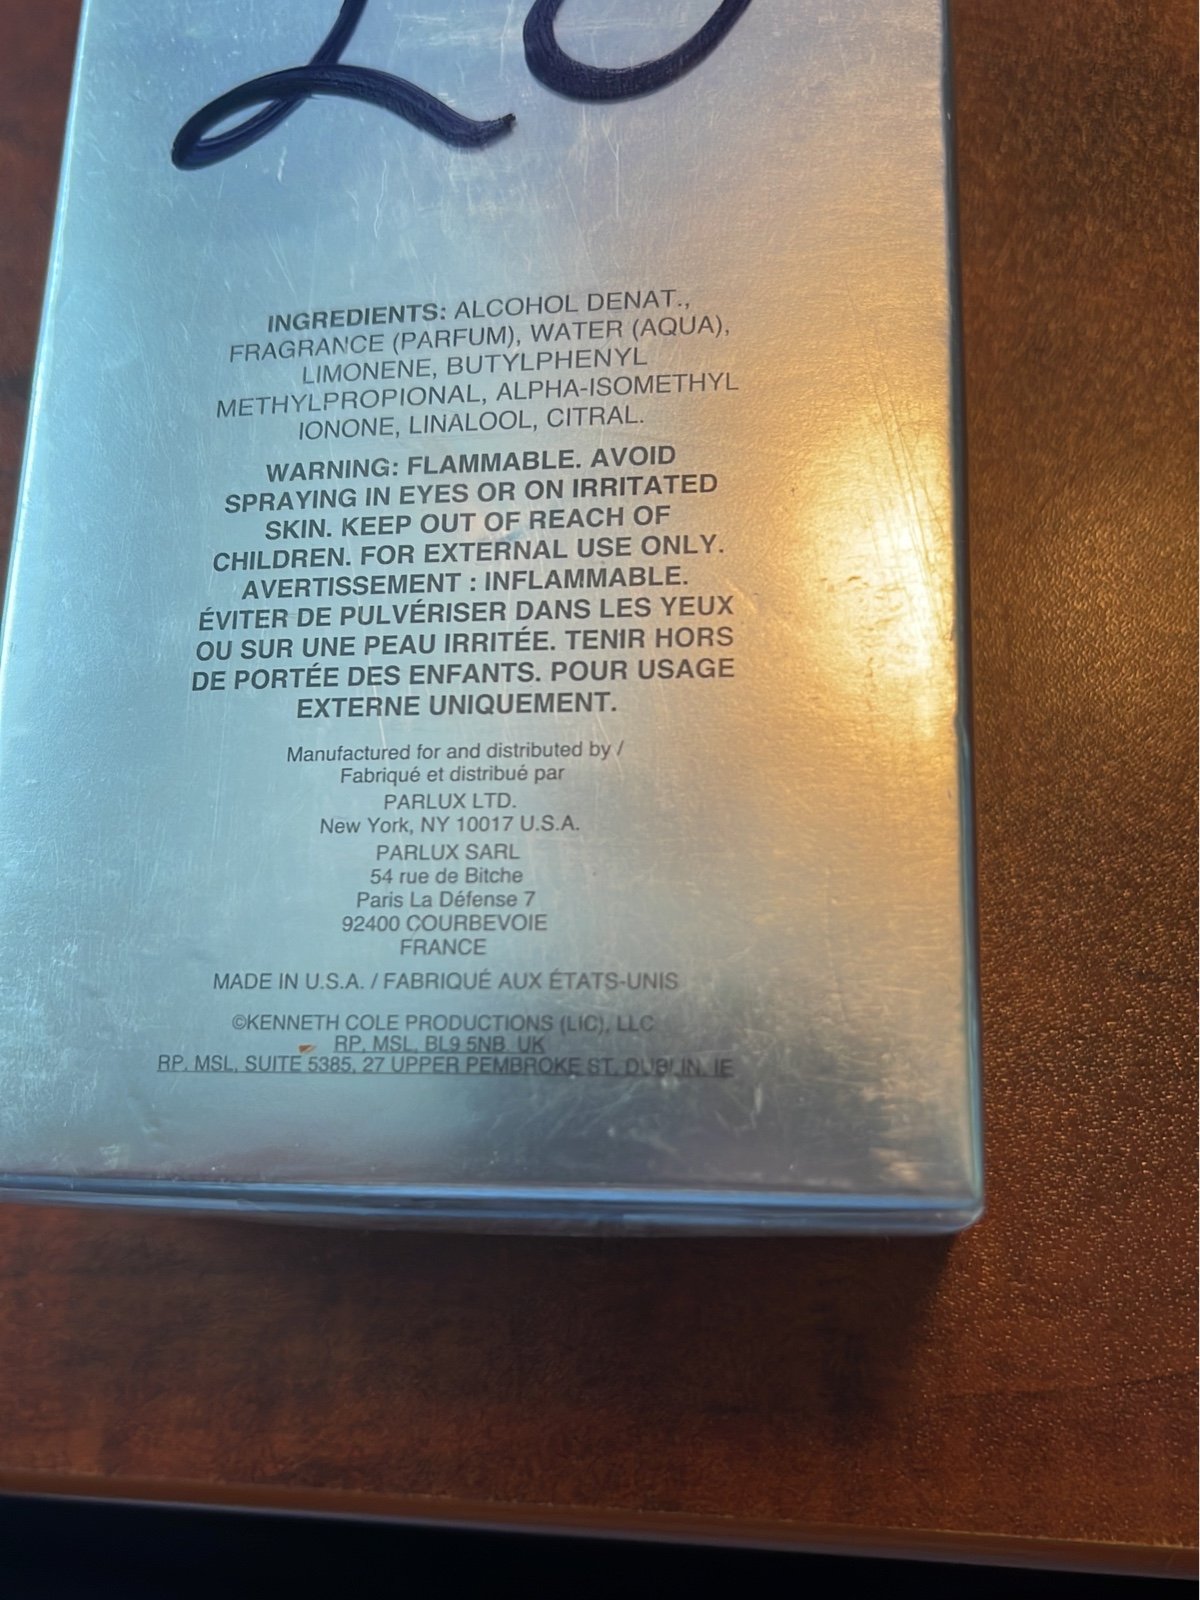 INGREDIENTS: ALCOHOL DENAT.,
FRAGRANCE (PARFUM), WATER (AQUA),
LIMONENE, BUTYLPHENYL
METHYLPROPIONAL, ALPHA-ISOMETHYL
IONONE, LINALOOL, CITRAL.
WARNING: FLAMMABLE. AVOID
SPRAYING IN EYES OR ON IRRITATED
SKIN. KEEP OUT OF REACH OF
CHILDREN. FOR EXTERNAL USE ONLY.
AVERTISSEMENT : INFLAMMABLE.
ÉVITER DE PULVÉRISER DANS LES YEUX
OU SUR UNE PEAU IRRITÉE. TENIR HORS
DE PORTÉE DES ENFANTS. POUR USAGE
EXTERNE UNIQUEMENT.
Manufactured for and distributed by /
Fabriqué et distribué par
PARLUX LTD.
New York, NY 10017 U.S.A.
PARLUX SARL
54 rue de Bitche
Paris La Défense 7
92400 COURBEVOIE
FRANCE
MADE IN U.S.A. / FABRIQUÉ AUX ÉTATS-UNIS
©KENNETH COLE PRODUCTIONS (LIC), LLC
RP, MSL, BL9 5NB, UK
RP, MSL, SUITE 5385, 27 UPPER PEMBROKE ST, DUBLIN, IE